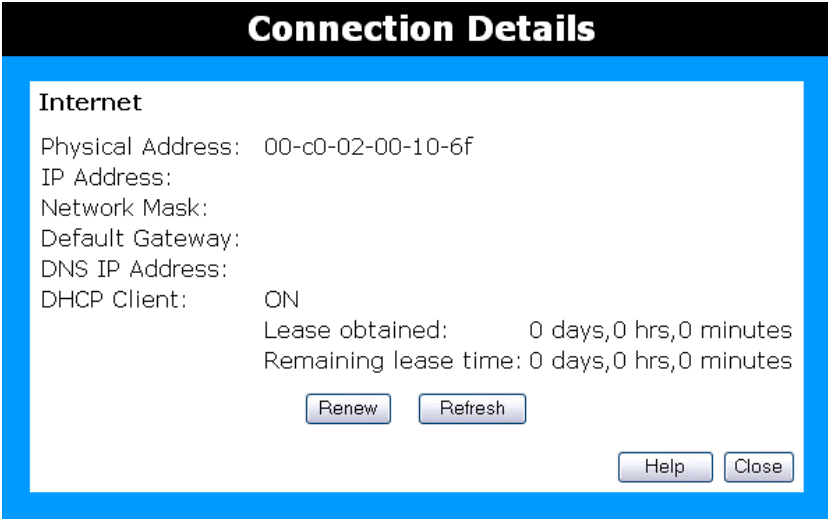 Connection Details
Internet
Physical Address: 00-c0-02-00-10-6f
IP Address:
Network Mask:
Default Gateway:
DNS IP Address:
DHCP Client: ON
Lease obtained: 0 days,0 hrs,0 minutes
Remaining lease time: 0 days,0 hrs,0 minutes
Renew Refresh
Help Close